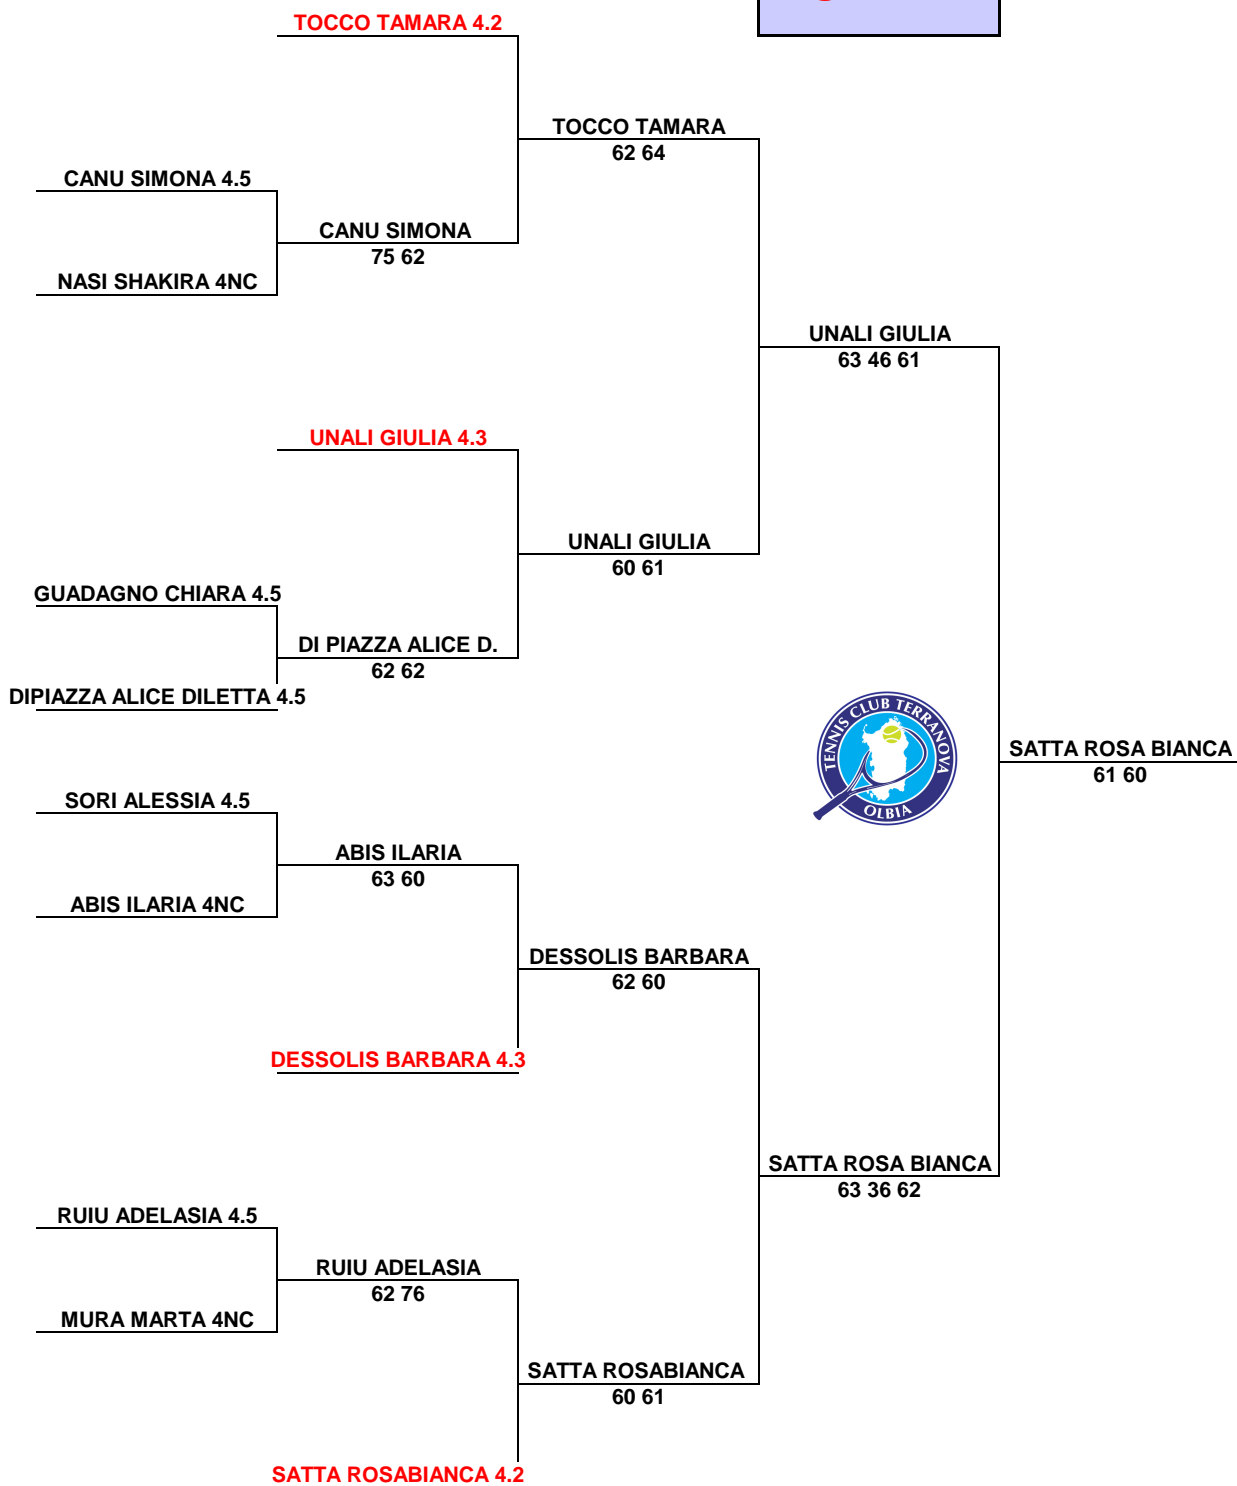 TOCCO TAMARA 4.2
TOCCO TAMARA
62 64
CANU SIMONA 4.5
CANU SIMONA
75 62
NASI SHAKIRA 4NC
UNALI GIULIA
63 46 61
UNALI GIULIA 4.3
UNALI GIULIA
60 61
GUADAGNO CHIARA 4.5
DI PIAZZA ALICE D.
62 62
DIPIAZZA ALICE DILETTA 4.5
TENNIS CLUB TERRANOVA
OLBIA
SATTA ROSA BIANCA
61 60
SORI ALESSIA 4.5
ABIS ILARIA
63 60
ABIS ILARIA 4NC
DESSOLIS BARBARA
62 60
DESSOLIS BARBARA 4.3
SATTA ROSA BIANCA
63 36 62
RUIU ADELASIA 4.5
RUIU ADELASIA
62 76
MURA MARTA 4NC
SATTA ROSABIANCA
60 61
SATTA ROSABIANCA 4.2